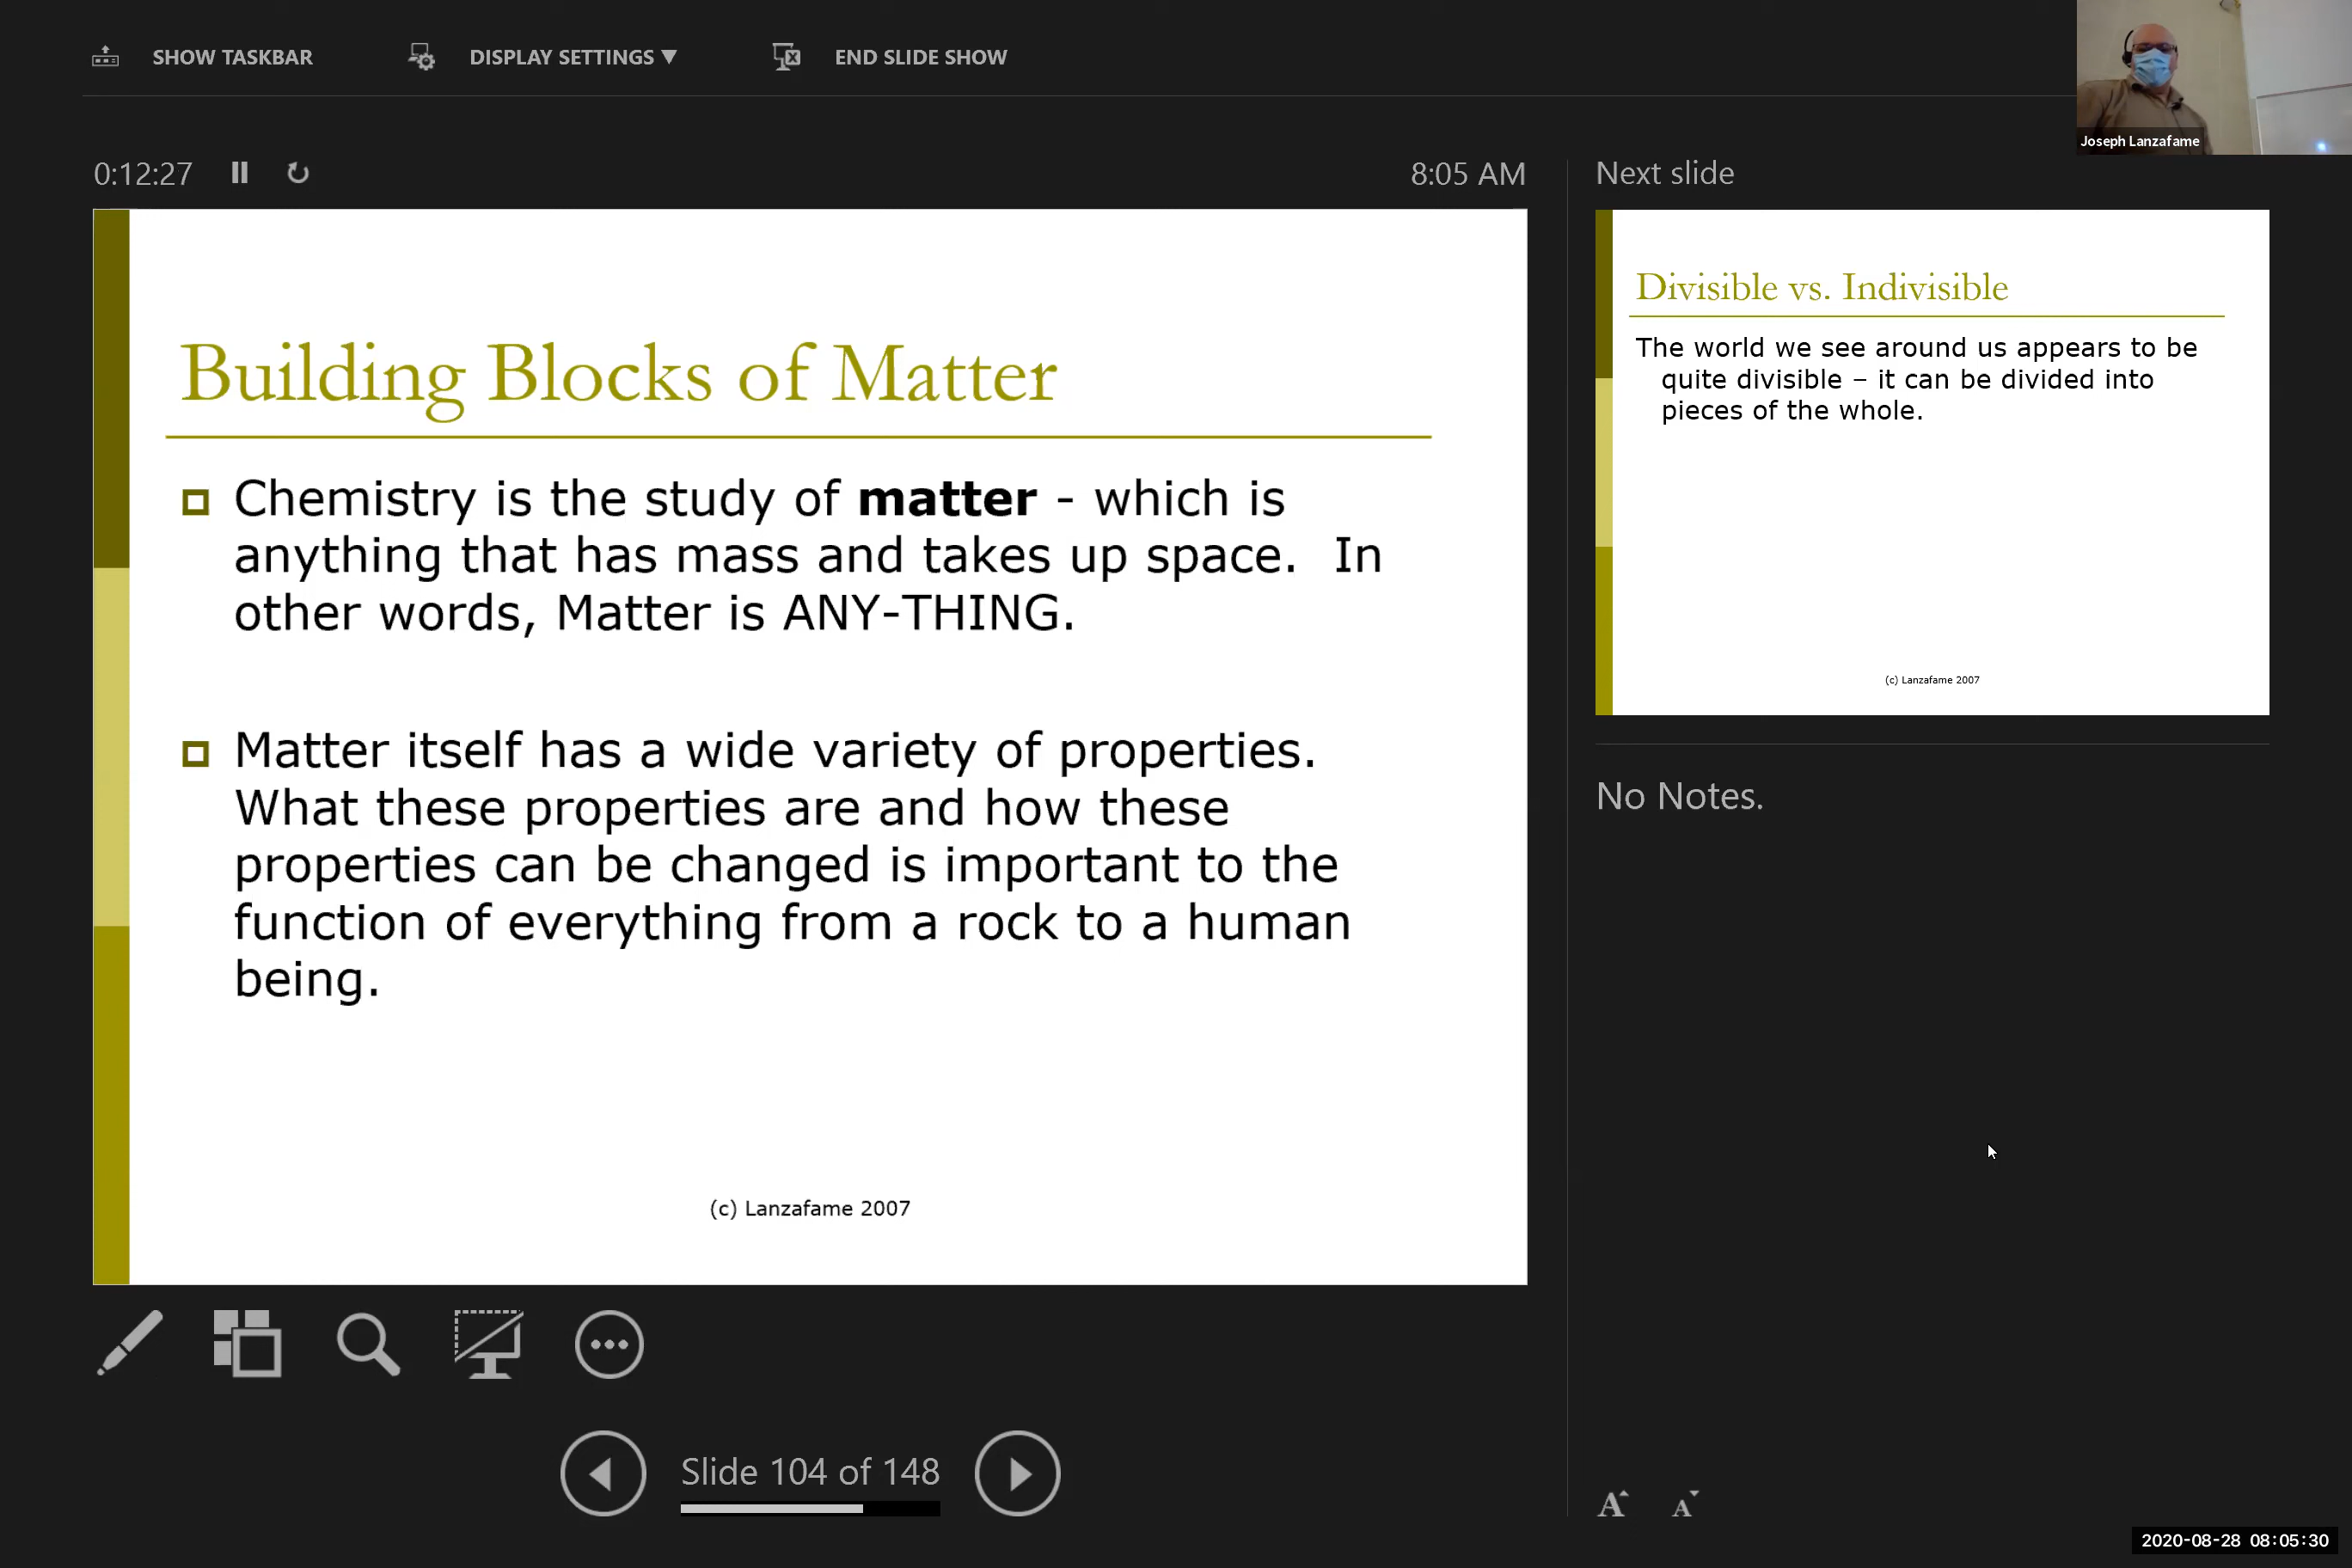 SHOW TASKBAR
DISPLAY SETTINGS ▼
END SLIDE SHOW
Joseph Lanzafame
0:12:27
8:05 AM
Next slide
Building Blocks of Matter
Chemistry is the study of matter - which is
anything that has mass and takes up space. In
other words, Matter is ANY-THING.
Matter itself has a wide variety of properties.
What these properties are and how these
properties can be changed is important to the
function of everything from a rock to a human
being.
(c) Lanzafame 2007
Divisible vs. Indivisible
The world we see around us appears to be
quite divisible – it can be divided into
pieces of the whole.
(c) Lanzafame 2007
No Notes.
Slide 104 of 148
A A
2020-08-28 08:05:30